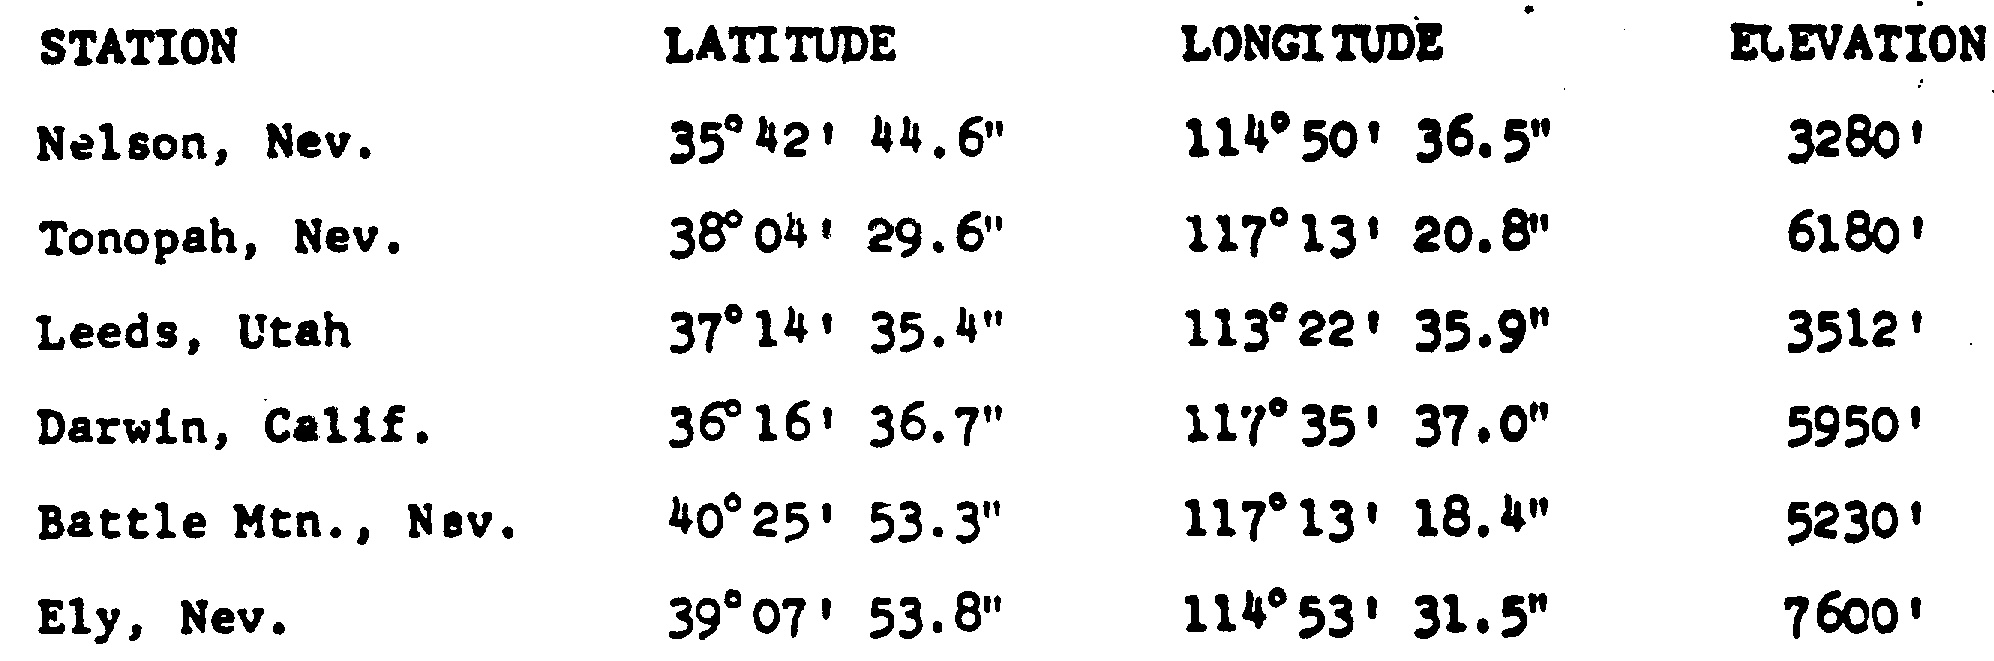 STATION LATITUDE LONGITUDE ELEVATION
Nelson, Nev. 35° 42' 44.6" 114° 50' 36.5" 3280'
Tonopah, Nev. 38° 04' 29.6" 117° 13' 20.8" 6180'
Leeds, Utah 37° 14' 35.4" 113° 22' 35.9" 3512'
Darwin, Calif. 36° 16' 36.7" 117° 35' 37.0" 5950'
Battle Mtn., Nev. 40° 25' 53.3" 117° 13' 18.4" 5230'
Ely, Nev. 39° 07' 53.8" 114° 53' 31.5" 7600'